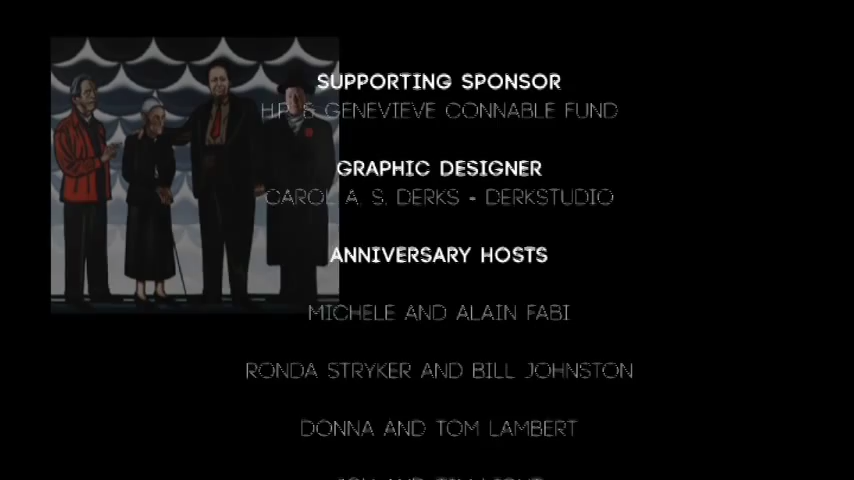 SUPPORTING SPONSOR
H.P. & GENEVIEVE CONNABLE FUND
GRAPHIC DESIGNER
CAROL A. S. DERKS - DERKSTUDIO
ANNIVERSARY HOSTS
MICHELE AND ALAIN FABI
RONDA STRYKER AND BILL JOHNSTON
DONNA AND TOM LAMBERT